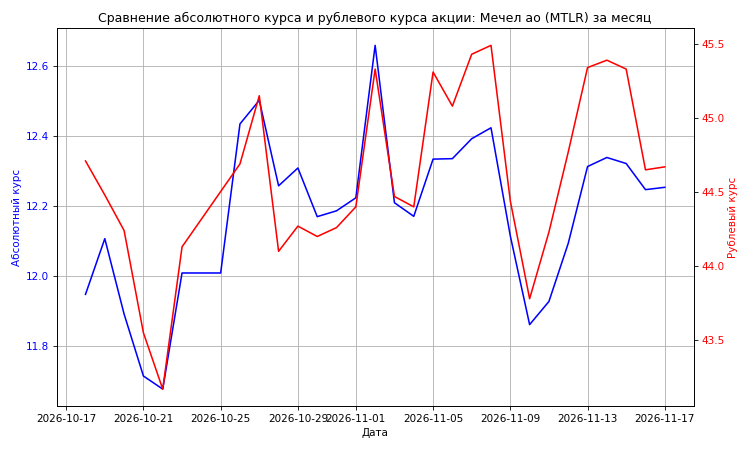 Сравнение абсолютного курса и рублевого курса акции: Мечел ао (MTLR) за месяц
Абсолютный курс
12.6
12.4
12.2
12.0
11.8
45.5
45.0
44.5
44.0
43.5
Рублевый курс
2026-10-17 2026-10-21 2026-10-25 2026-10-29 2026-11-01 2026-11-05 2026-11-09 2026-11-13 2026-11-17
Дата